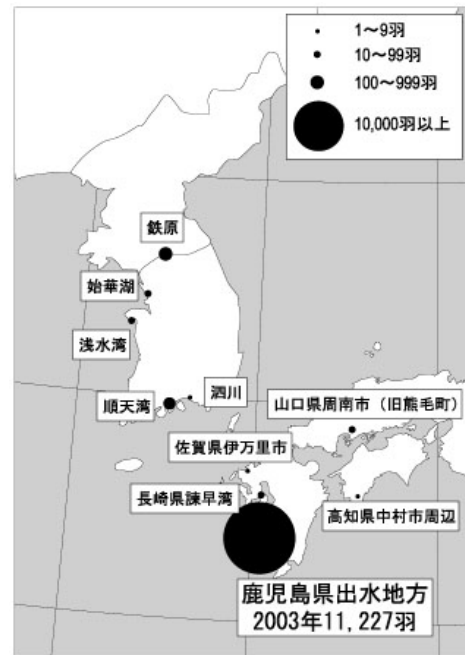 1～9羽
10～99羽
100～999羽
10,000羽以上
鉄原
始華湖
浅水湾
順天湾
泗川
山口県周南市（旧熊毛町）
佐賀県伊万里市
長崎県諫早湾
高知県中村市周辺
鹿児島県出水地方
2003年11,227羽